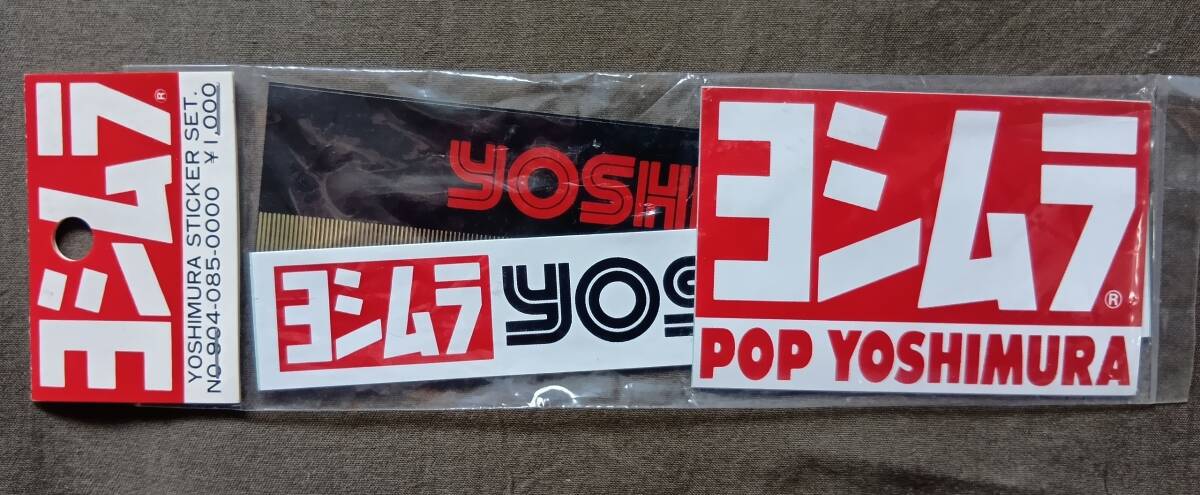 ヨシムラ®
YOSHIMURA STICKER SET.
No 904-085-0000 ¥1,000
YOSH
ヨシムラ YOS
ヨシムラ®
POP YOSHIMURA